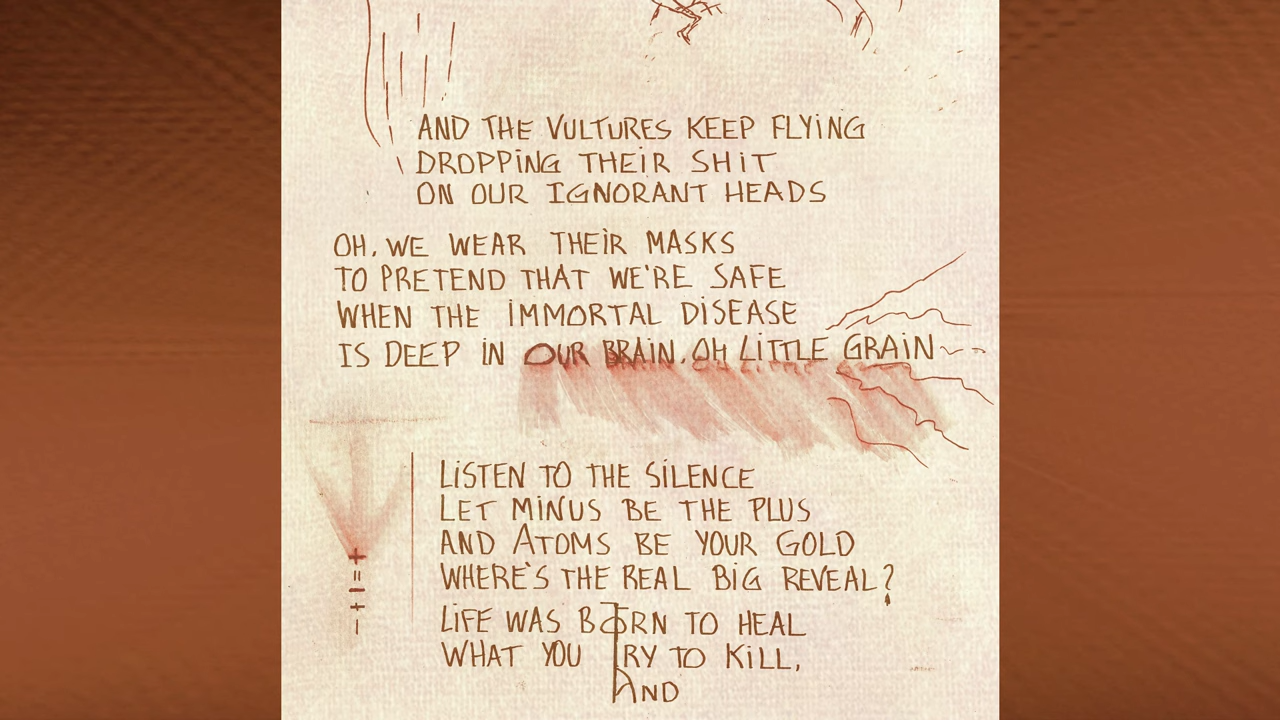 AND THE VULTURES KEEP FLYING
DROPPING THEIR SHIT
ON OUR IGNORANT HEADS
OH, WE WEAR THEIR MASKS
TO PRETEND THAT WE'RE SAFE
WHEN THE IMMORTAL DISEASE
IS DEEP IN OUR BRAIN, OH LITTLE GRAIN
LISTEN TO THE SILENCE
LET MINUS BE THE PLUS
AND ATOMS BE YOUR GOLD
WHERE'S THE REAL BIG REVEAL?
LIFE WAS BORN TO HEAL
WHAT YOU TRY TO KILL,
AND
- + I = +